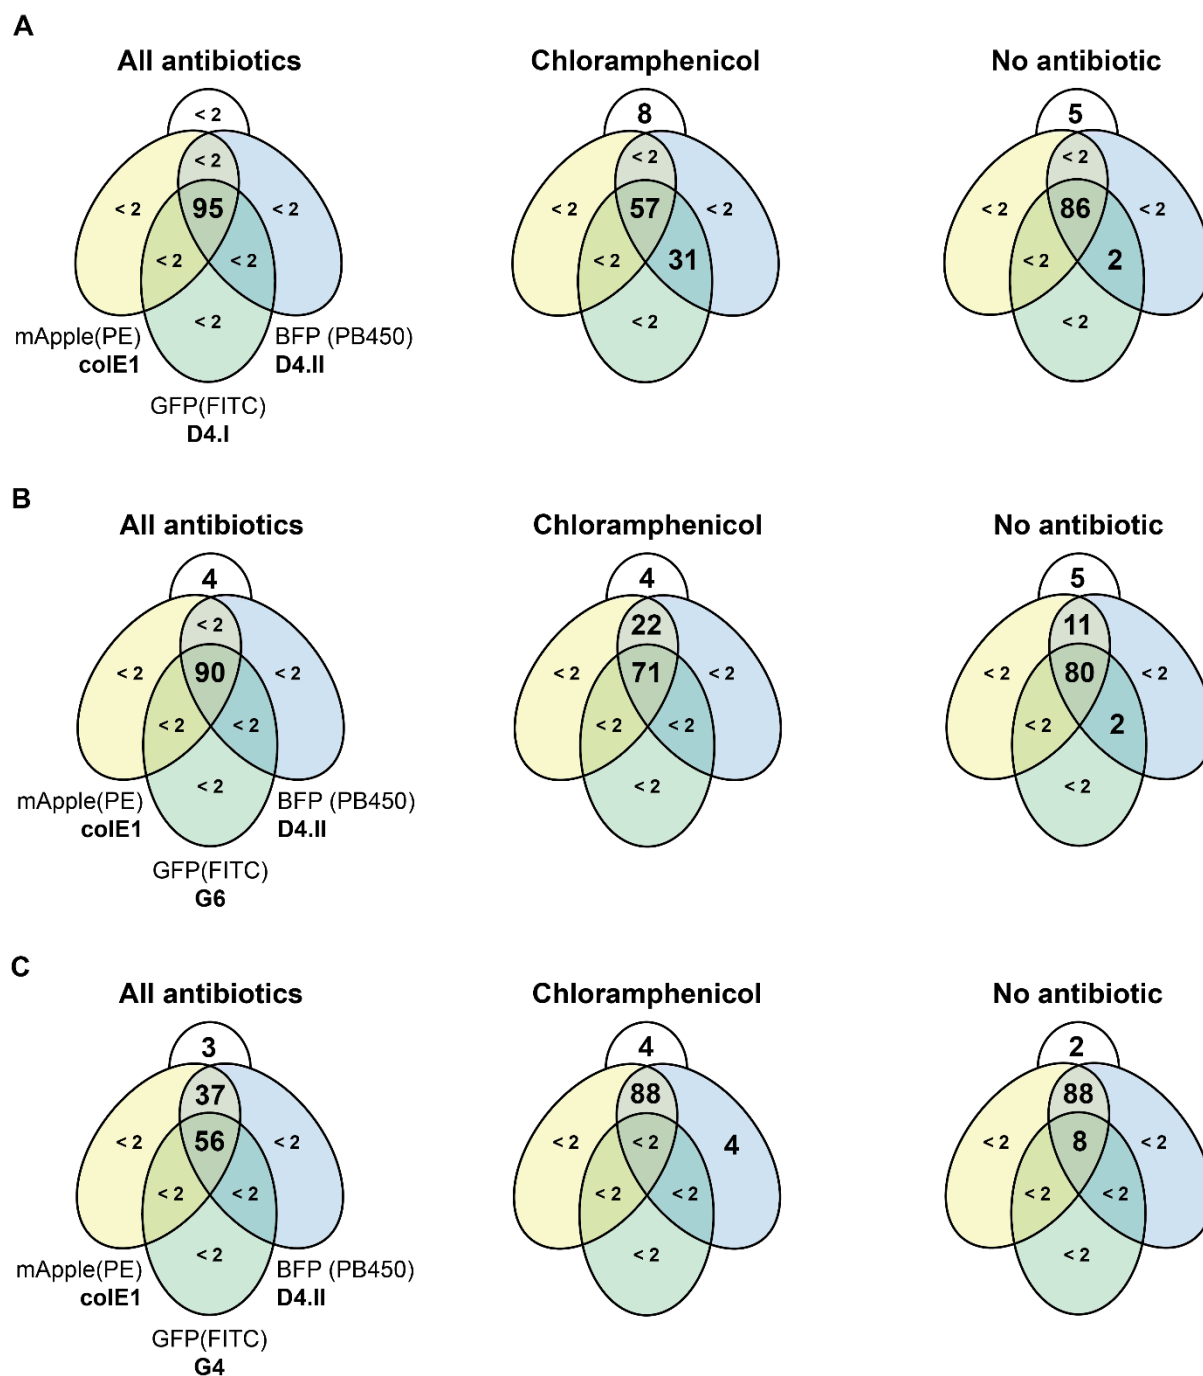 A
All antibiotics Chloramphenicol No antibiotic
< 2 8 5
< 2 < 2 < 2
< 2 95 < 2 < 2 57 < 2 < 2 86 < 2
< 2 < 2 < 2 31 < 2 2
< 2 < 2 < 2
mApple(PE) BFP (PB450)
colE1 D4.II
GFP(FITC)
D4.I
B
All antibiotics Chloramphenicol No antibiotic
4 4 5
< 2 22 11
< 2 90 < 2 < 2 71 < 2 < 2 80 < 2
< 2 < 2 < 2 < 2 < 2 2
< 2 < 2 < 2
mApple(PE) BFP (PB450)
colE1 D4.II
GFP(FITC)
G6
C
All antibiotics Chloramphenicol No antibiotic
3 4 2
37 88 88
< 2 56 < 2 < 2 < 2 4 < 2 8 < 2
< 2 < 2 < 2 < 2 < 2 < 2
< 2 < 2 < 2
mApple(PE) BFP (PB450)
colE1 D4.II
GFP(FITC)
G4